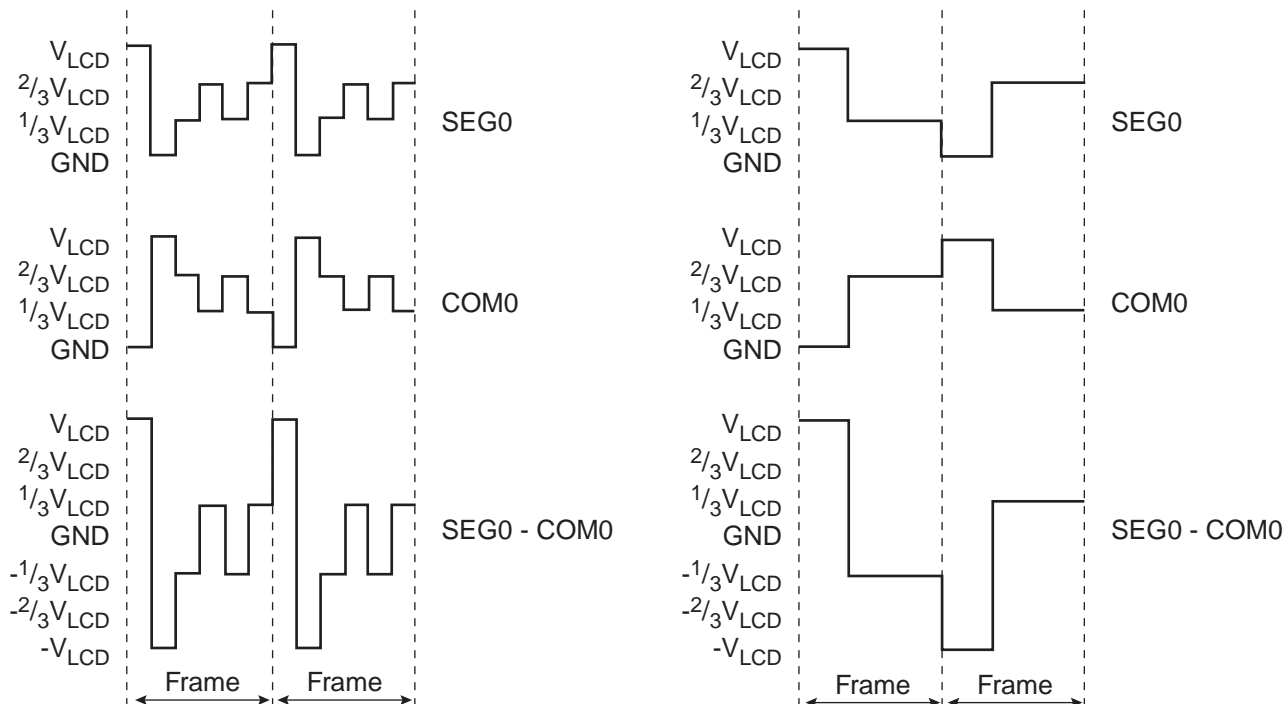 V_LCD
2/3V_LCD
1/3V_LCD
GND
SEG0
V_LCD
2/3V_LCD
1/3V_LCD
GND
COM0
V_LCD
2/3V_LCD
1/3V_LCD
GND
-1/3V_LCD
-2/3V_LCD
-V_LCD
SEG0 - COM0
Frame
Frame
V_LCD
2/3V_LCD
1/3V_LCD
GND
SEG0
V_LCD
2/3V_LCD
1/3V_LCD
GND
COM0
V_LCD
2/3V_LCD
1/3V_LCD
GND
-1/3V_LCD
-2/3V_LCD
-V_LCD
SEG0 - COM0
Frame
Frame